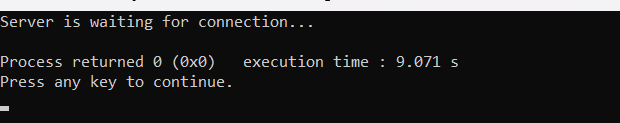 Server is waiting for connection...
Process returned 0 (0x0)   execution time : 9.071 s
Press any key to continue.